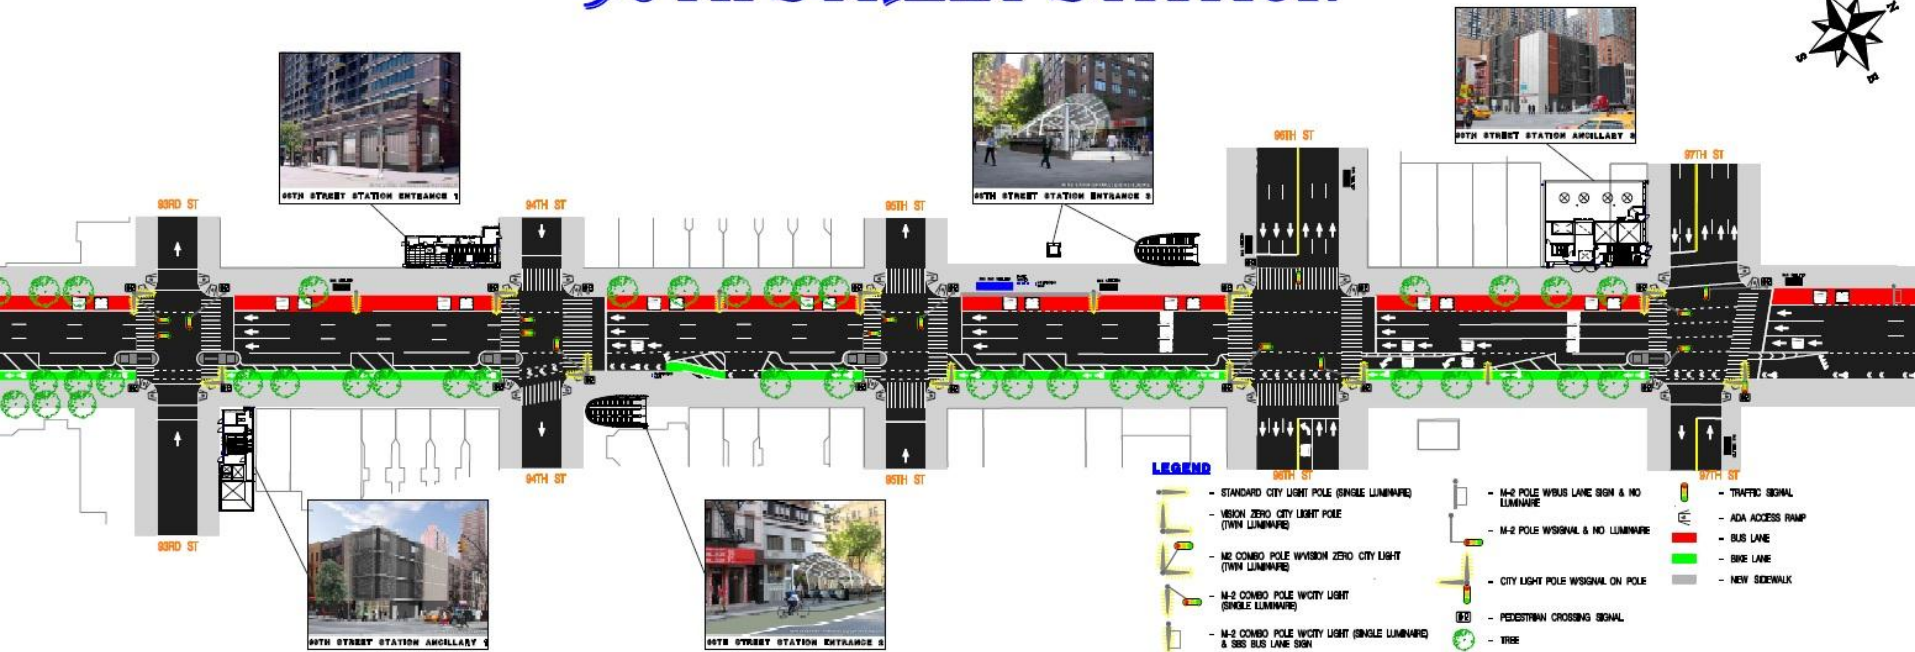 96TH STREET STATION
N
S
E
96TH STREET STATION ENTRANCE 1
96TH STREET STATION ENTRANCE 3
96TH STREET STATION ANCILLARY 2
93RD ST
94TH ST
95TH ST
96TH ST
97TH ST
93RD ST
94TH ST
95TH ST
96TH ST
97TH ST
96TH STREET STATION ANCILLARY 1
96TH STREET STATION ENTRANCE 2
LEGEND
- STANDARD CITY LIGHT POLE (SINGLE LUMINAIRE)
- VISION ZERO CITY LIGHT POLE
(TWIN LUMINAIRE)
- M2 COMBO POLE W/VISION ZERO CITY LIGHT
(TWIN LUMINAIRE)
- M-2 COMBO POLE W/CITY LIGHT
(SINGLE LUMINAIRE)
- M-2 COMBO POLE W/CITY LIGHT (SINGLE LUMINAIRE)
& SBS BUS LANE SIGN
- M-2 POLE W/BUS LANE SIGN & NO
LUMINAIRE
- M-2 POLE W/SIGNAL & NO LUMINAIRE
- CITY LIGHT POLE W/SIGNAL ON POLE
- PEDESTRIAN CROSSING SIGNAL
- TREE
- TRAFFIC SIGNAL
- ADA ACCESS RAMP
- BUS LANE
- BIKE LANE
- NEW SIDEWALK